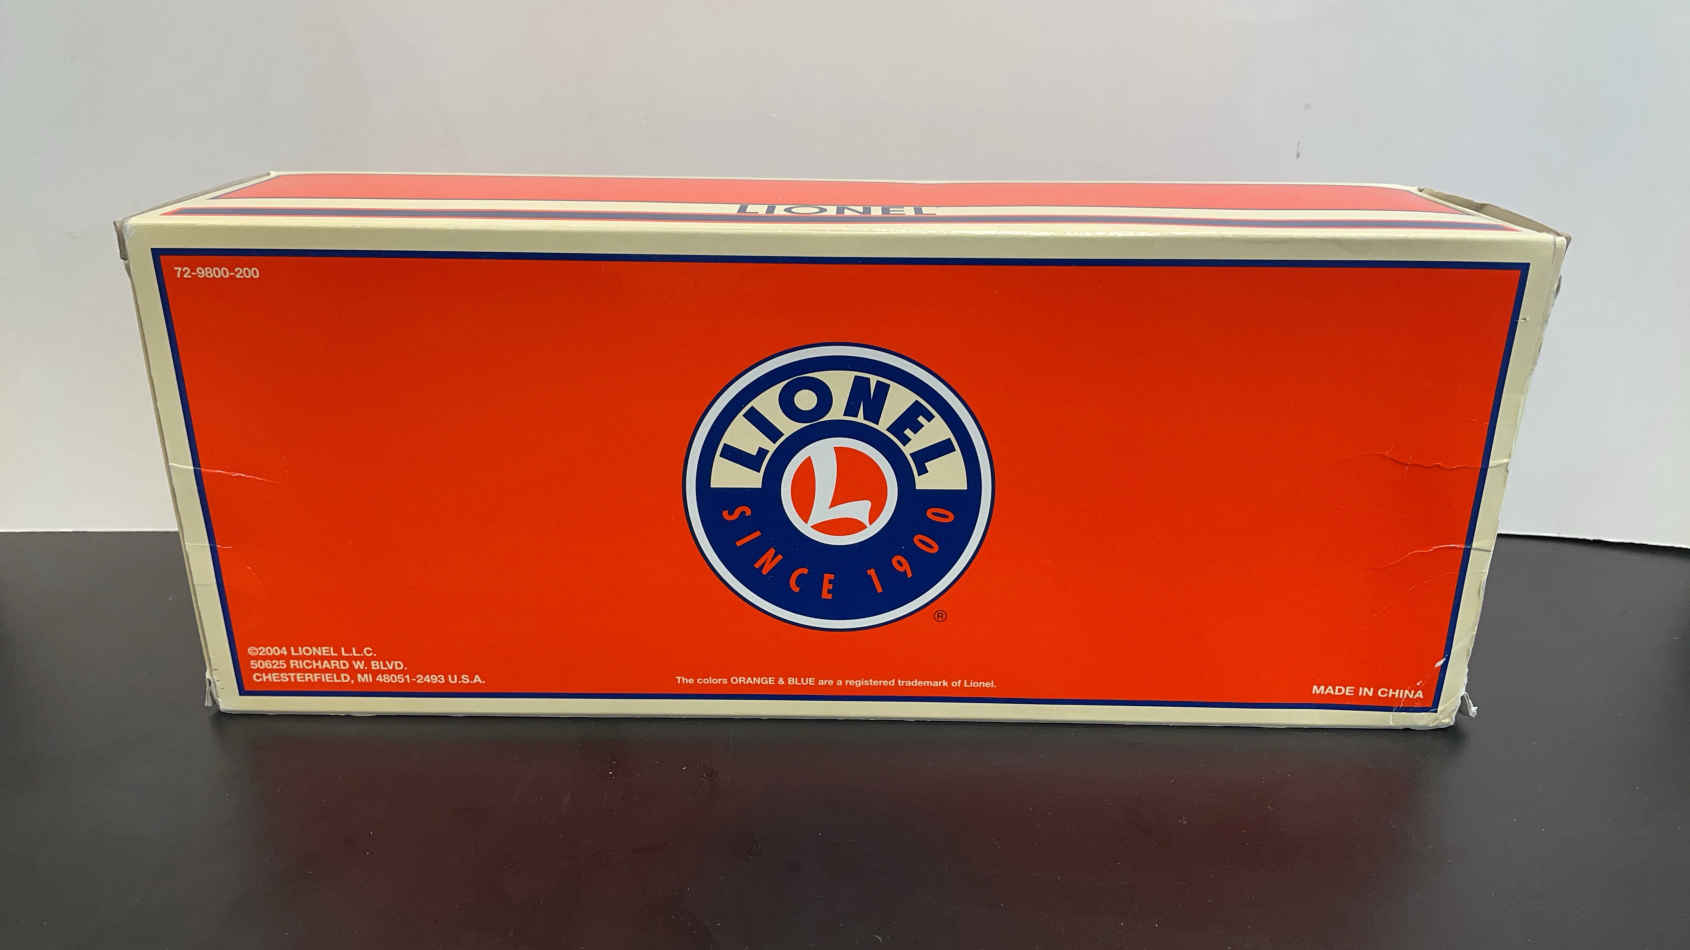 LIONEL
72-9800-200
LIONEL
L
SINCE 1900
®
©2004 LIONEL L.L.C.
50625 RICHARD W. BLVD.
CHESTERFIELD, MI 48051-2493 U.S.A.
The colors ORANGE & BLUE are a registered trademark of Lionel.
MADE IN CHINA